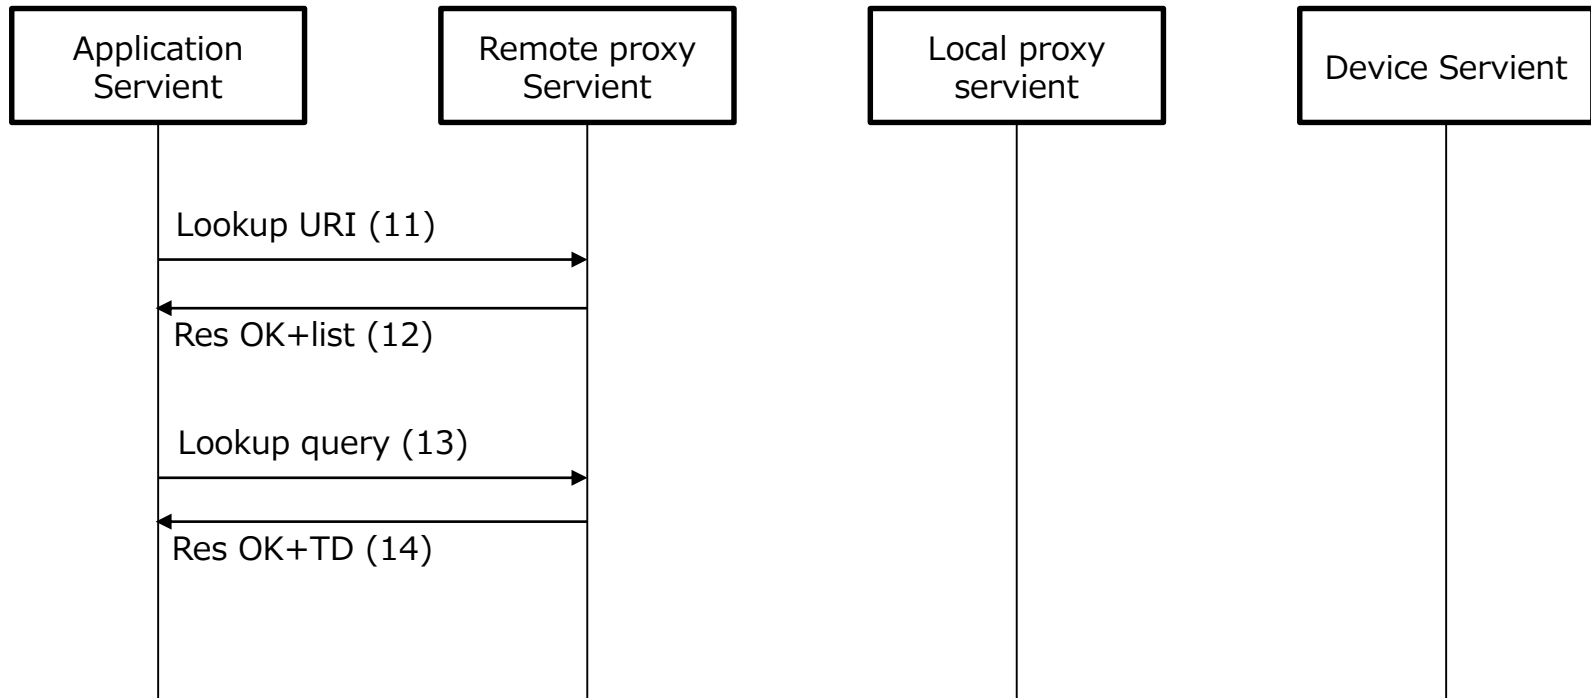 Application
Servient
Remote proxy
Servient
Local proxy
servient
Device Servient
Lookup URI (11)
Res OK+list (12)
Lookup query (13)
Res OK+TD (14)